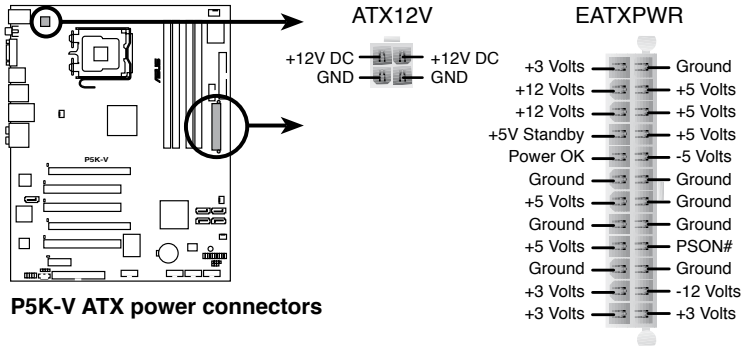 ATX12V
EATXPWR
+12V DC
+12V DC
GND
GND
+3 Volts
Ground
+12 Volts
+5 Volts
+12 Volts
+5 Volts
+5V Standby
+5 Volts
Power OK
-5 Volts
Ground
Ground
+5 Volts
Ground
Ground
Ground
+5 Volts
PSON#
Ground
Ground
+3 Volts
-12 Volts
+3 Volts
+3 Volts
ASUS
P5K-V
P5K-V ATX power connectors